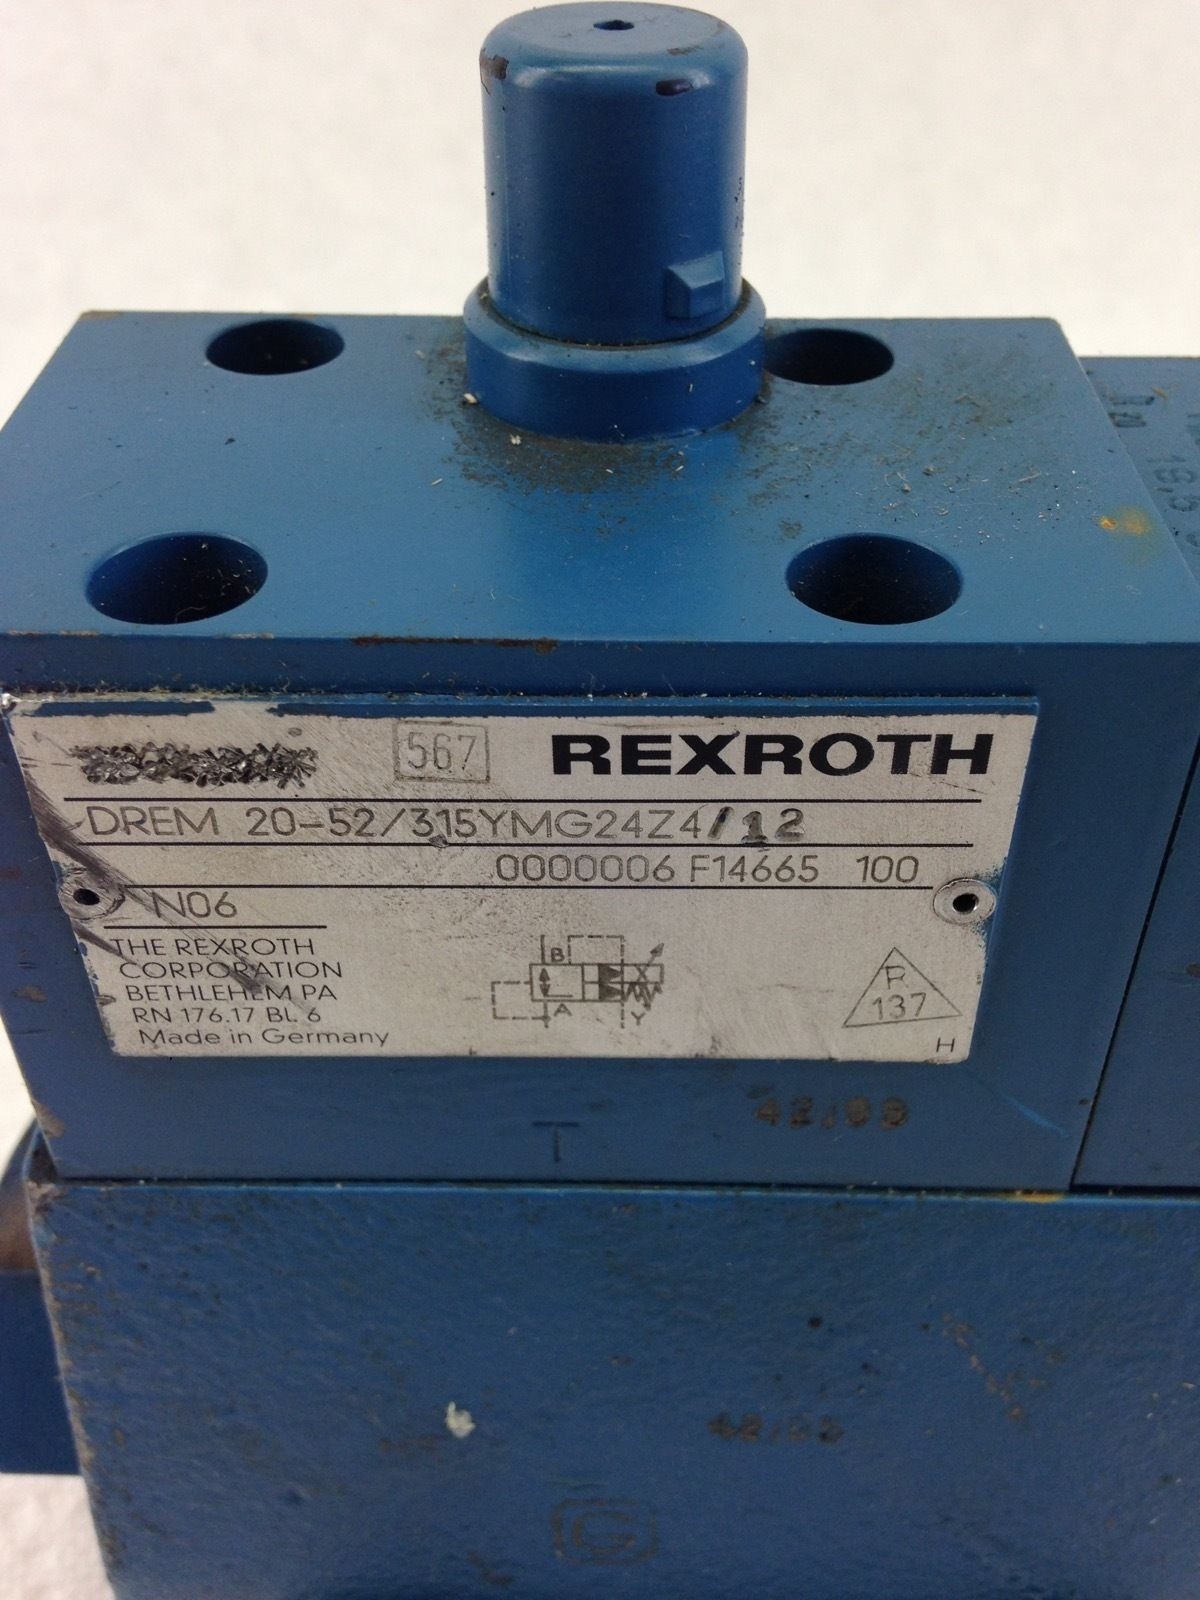 567 REXROTH
DREM 20-52/315YMG24Z4/12
0000006 F14665 100
N06
THE REXROTH
CORPORATION
BETHLEHEM PA
RN 176.17 BL 6
Made in Germany
B
A
Y
R
137
H
T
G